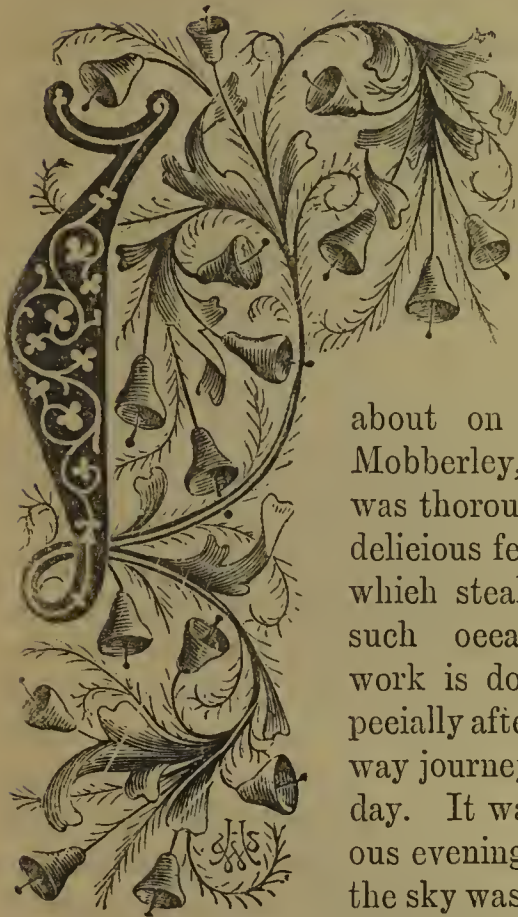 I
about on
Mobberley,
was thorou
delicious fe
which steal
such occa
work is do
pecially afte
way journey
day. It wa
ous evening
the sky was